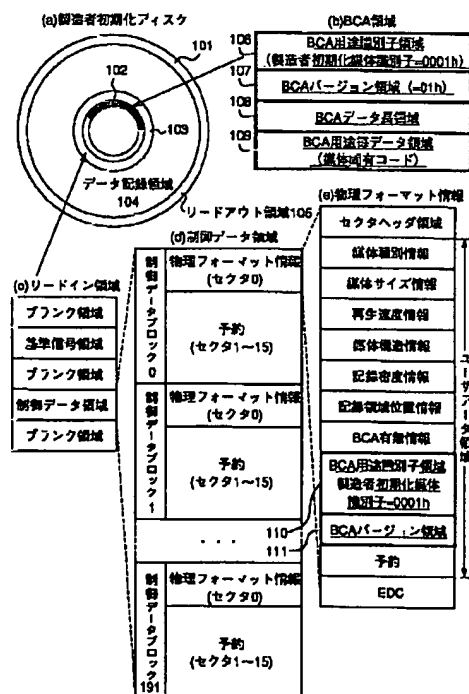 (a)製造者初期化ディスク
101
102
103
データ記録領域
104
リードアウト領域105
(b)BCA領域
106
BCA用途識別子領域
(製造者初期化媒体識別子=0001h)
107
BCAバージョン領域(=01h)
108
BCAデータ長領域
109
BCA用途毎データ領域
(媒体固有コード)
(c)リードイン領域
ブランク領域
基準信号領域
ブランク領域
制御データ領域
ブランク領域
(d)制御データ領域
制御データブロック0
物理フォーマット情報
(セクタ0)
予約
(セクタ1~15)
制御データブロック1
物理フォーマット情報
(セクタ0)
予約
(セクタ1~15)
. . .
制御データブロック191
物理フォーマット情報
(セクタ0)
予約
(セクタ1~15)
(e)物理フォーマット情報
セクタヘッダ領域
媒体種別情報
媒体サイズ情報
再生速度情報
媒体構造情報
記録密度情報
記録領域位置情報
BCA有無情報
110
BCA用途識別子領域
製造者初期化媒体
識別子=0001h
111
BCAバージョン領域
予約
EDC
ユーザデータ領域